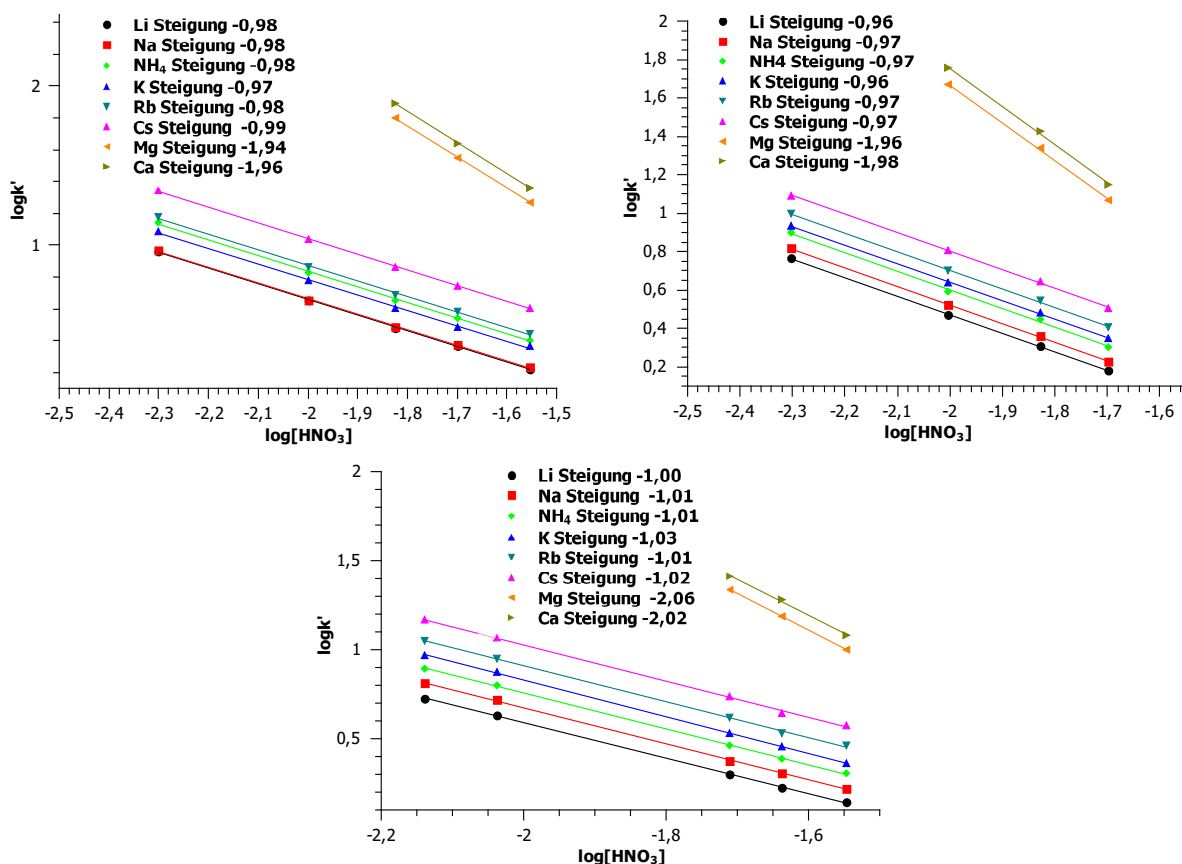 Li Steigung -0,98
Na Steigung -0,98
NH₄ Steigung -0,98
K Steigung -0,97
Rb Steigung -0,98
Cs Steigung -0,99
Mg Steigung -1,94
Ca Steigung -1,96
2
1
logk'
-2,5 -2,4 -2,3 -2,2 -2,1 -2 -1,9 -1,8 -1,7 -1,6 -1,5
log[HNO₃]
Li Steigung -0,96
Na Steigung -0,97
NH4 Steigung -0,97
K Steigung -0,96
Rb Steigung -0,97
Cs Steigung -0,97
Mg Steigung -1,96
Ca Steigung -1,98
2
1,8
1,6
1,4
1,2
1
0,8
0,6
0,4
0,2
logk'
-2,5 -2,4 -2,3 -2,2 -2,1 -2 -1,9 -1,8 -1,7 -1,6
log[HNO₃]
Li Steigung -1,00
Na Steigung -1,01
NH₄ Steigung -1,01
K Steigung -1,03
Rb Steigung -1,01
Cs Steigung -1,02
Mg Steigung -2,06
Ca Steigung -2,02
2
1,5
1
0,5
logk'
-2,2 -2 -1,8 -1,6
log[HNO₃]